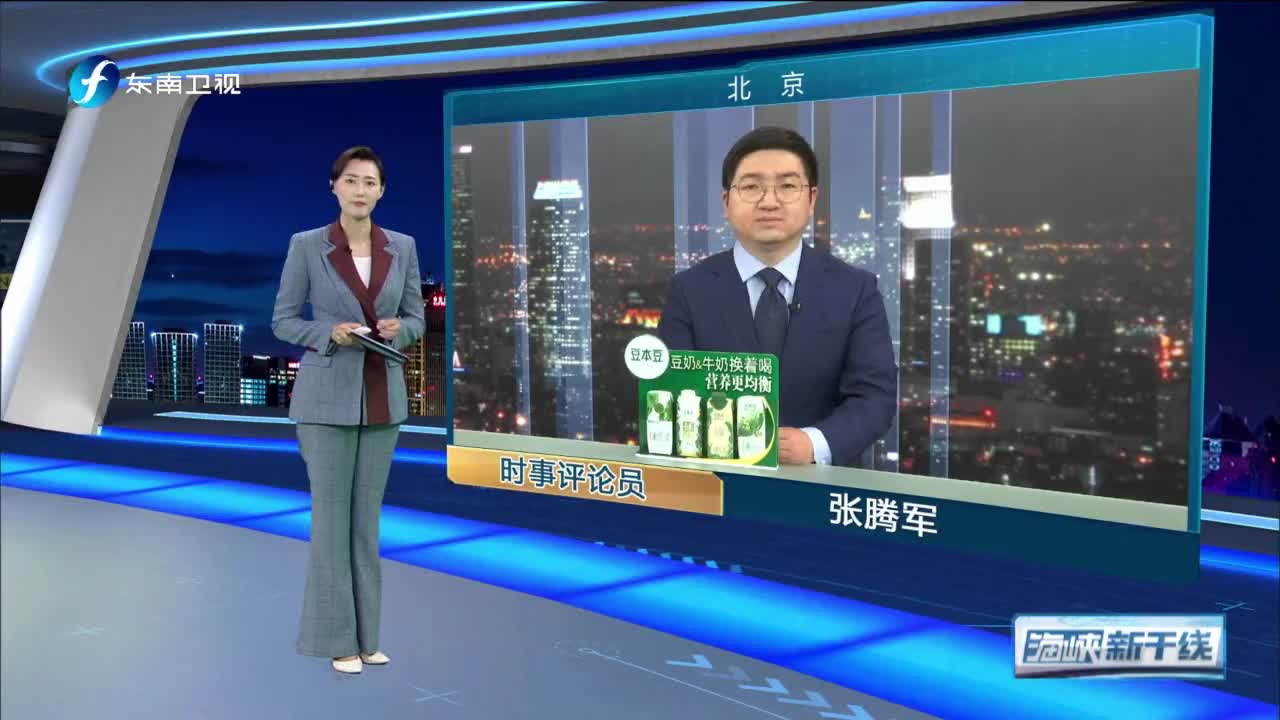 东南卫视
北京
豆本豆
豆奶&牛奶换着喝
营养更均衡
时事评论员
张腾军
海峡新干线